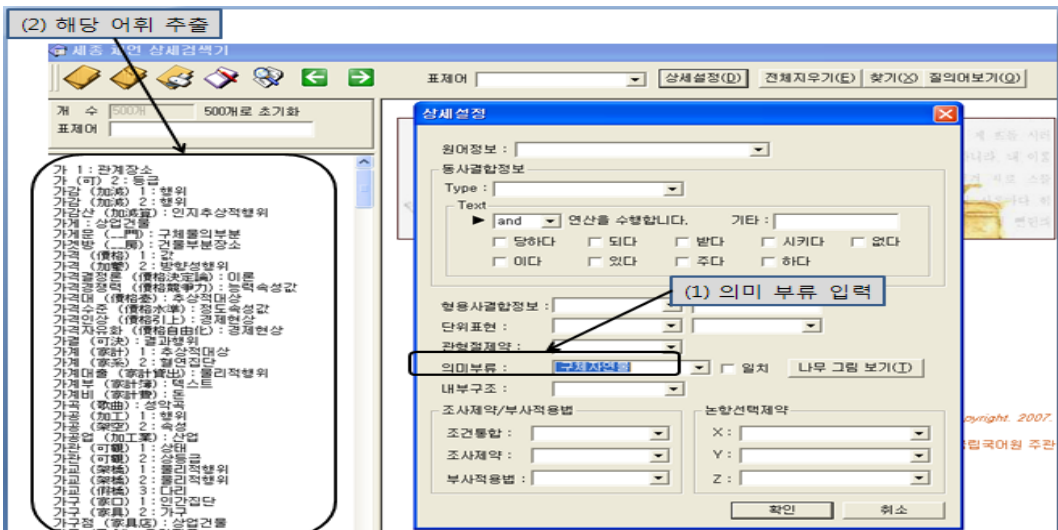 (2) 해당 어휘 추출
세종 체언 상세검색기
표제어
상세설정(D)
전체지우기(E)
찾기(X)
질의어보기(Q)
개 수
500개
500개로 초기화
표제어
가 1 : 관계장소
가 (可) 2 : 등급
가감 (加減) 1 : 행위
가감 (加減) 2 : 행위
가감산 (加減算) : 인지추상적행위
가게 : 상업건물
가게문 (__門) : 구체물의부분
가겟방 (__房) : 건물부분장소
가격 (價格) 1 : 값
가격 (加擊) 2 : 방향성행위
가격결정론 (價格決定論) : 이론
가격경쟁력 (價格競爭力) : 능력속성값
가격대 (價格臺) : 추상적대상
가격수준 (價格水準) : 정도속성값
가격인상 (價格引上) : 경제현상
가격자유화 (價格自由化) : 경제현상
가결 (可決) : 결과행위
가계 (家計) 1 : 추상적대상
가계 (家系) 2 : 혈연집단
가계대출 (家計貸出) : 물리적행위
가계부 (家計簿) : 텍스트
가계비 (家計費) : 돈
가곡 (歌曲) : 성악곡
가공 (加工) 1 : 행위
가공 (架空) 2 : 속성
가공업 (加工業) : 산업
가관 (可觀) 1 : 상태
가관 (可觀) 2 : 상등급
가교 (架橋) 1 : 물리적행위
가교 (架橋) 2 : 물리적행위
가교 (假橋) 3 : 다리
가구 (家口) 1 : 인간집단
가구 (家具) 2 : 가구
가구점 (家具店) : 상업건물
상세설정
원어정보 :
동사결합정보
Type :
Text
and 연산을 수행합니다. 기타 :
당하다 되다 받다 시키다 없다
이다 있다 주다 하다
(1) 의미 부류 입력
형용사결합정보 :
단위표현 :
관형절제약 :
의미부류 : 구체자연물 일치 나무 그림 보기(T)
내부구조 :
조사제약/부사적용법
조건통합 :
조사제약 :
부사적용법 :
논항선택제약
X :
Y :
Z :
확인
취소
pyright. 2007.
립국어원 주관